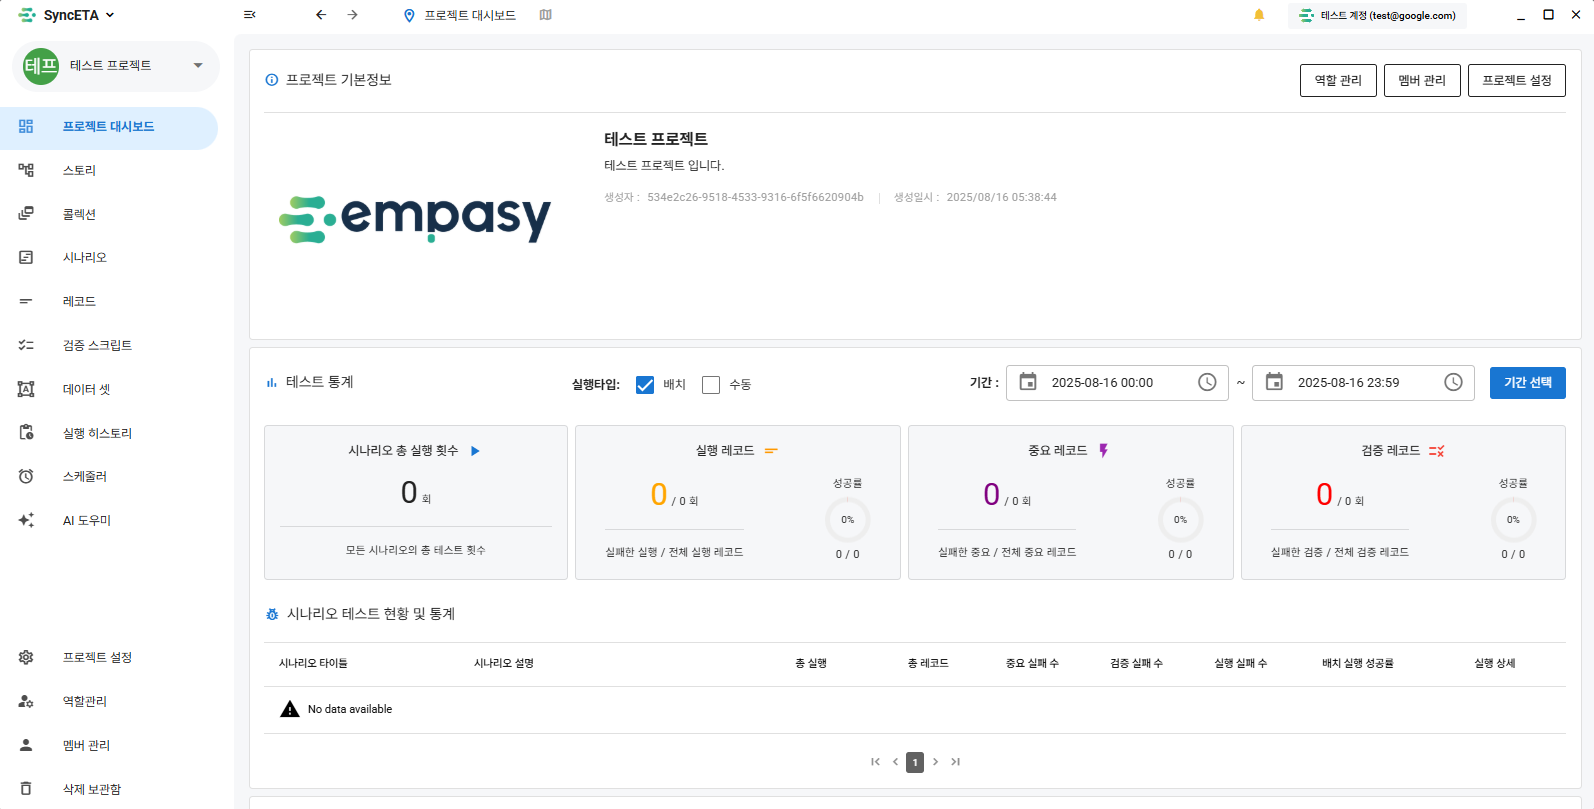 SyncETA
프로젝트 대시보드
테스트 계정 (test@google.com)
테프 테스트 프로젝트
프로젝트 대시보드
스토리
콜렉션
시나리오
레코드
검증 스크립트
데이터 셋
실행 히스토리
스케줄러
AI 도우미
프로젝트 설정
역할관리
멤버 관리
삭제 보관함
프로젝트 기본정보
역할 관리
멤버 관리
프로젝트 설정
empasy
테스트 프로젝트
테스트 프로젝트 입니다.
생성자 : 534e2c26-9518-4533-9316-6f5f6620904b 생성일시 : 2025/08/16 05:38:44
테스트 통계
실행타입: 배치 수동
기간 : 2025-08-16 00:00 ~ 2025-08-16 23:59 기간 선택
시나리오 총 실행 횟수
0 회
모든 시나리오의 총 테스트 횟수
실행 레코드
0 / 0 회
실패한 실행 / 전체 실행 레코드
성공률
0%
0 / 0
중요 레코드
0 / 0 회
실패한 중요 / 전체 중요 레코드
성공률
0%
0 / 0
검증 레코드
0 / 0 회
실패한 검증 / 전체 검증 레코드
성공률
0%
0 / 0
시나리오 테스트 현황 및 통계
시나리오 타이틀 시나리오 설명 총 실행 총 레코드 중요 실패 수 검증 실패 수 실행 실패 수 배치 실행 성공률 실행 상세
No data available
1